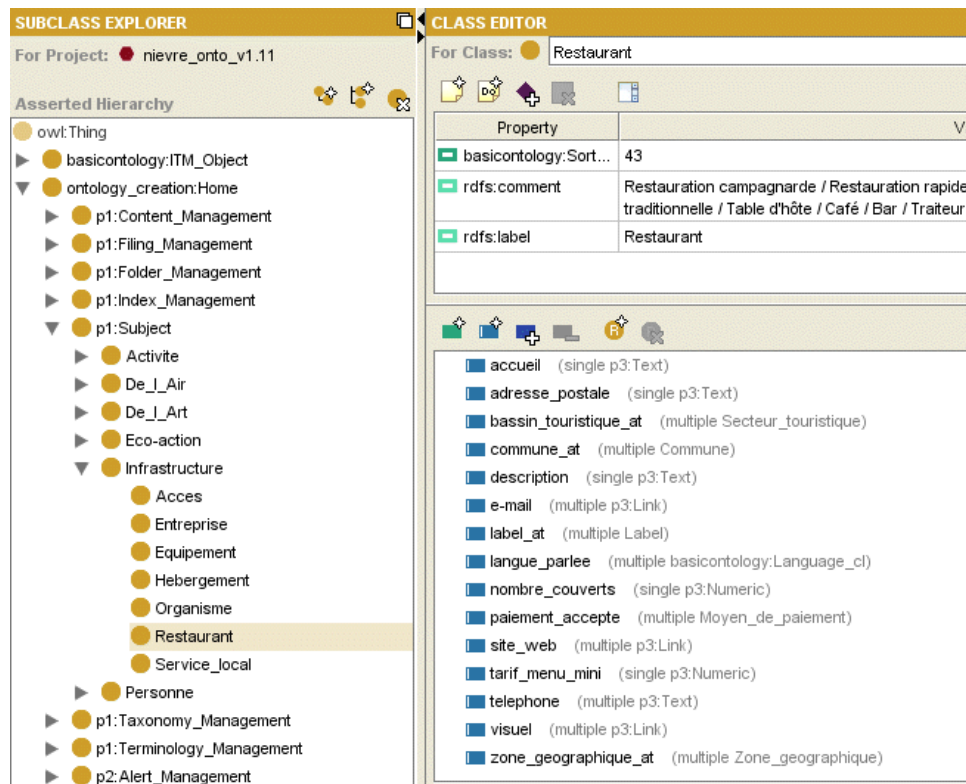 SUBCLASS EXPLORER
For Project: nievre_onto_v1.11
Asserted Hierarchy
owl:Thing
basicontology:ITM_Object
ontology_creation:Home
p1:Content_Management
p1:Filing_Management
p1:Folder_Management
p1:Index_Management
p1:Subject
Activite
De_l_Air
De_l_Art
Eco-action
Infrastructure
Acces
Entreprise
Equipement
Hebergement
Organisme
Restaurant
Service_local
Personne
p1:Taxonomy_Management
p1:Terminology_Management
p2:Alert_Management
CLASS EDITOR
For Class: Restaurant
Property V
basicontology:Sort... 43
rdfs:comment Restauration campagnarde / Restauration rapide
traditionnelle / Table d'hôte / Café / Bar / Traiteur
rdfs:label Restaurant
accueil (single p3:Text)
adresse_postale (single p3:Text)
bassin_touristique_at (multiple Secteur_touristique)
commune_at (multiple Commune)
description (single p3:Text)
e-mail (multiple p3:Link)
label_at (multiple Label)
langue_parlee (multiple basicontology:Language_cl)
nombre_couverts (single p3:Numeric)
paiement_accepte (multiple Moyen_de_paiement)
site_web (multiple p3:Link)
tarif_menu_mini (single p3:Numeric)
telephone (multiple p3:Text)
visuel (multiple p3:Link)
zone_geographique_at (multiple Zone_geographique)